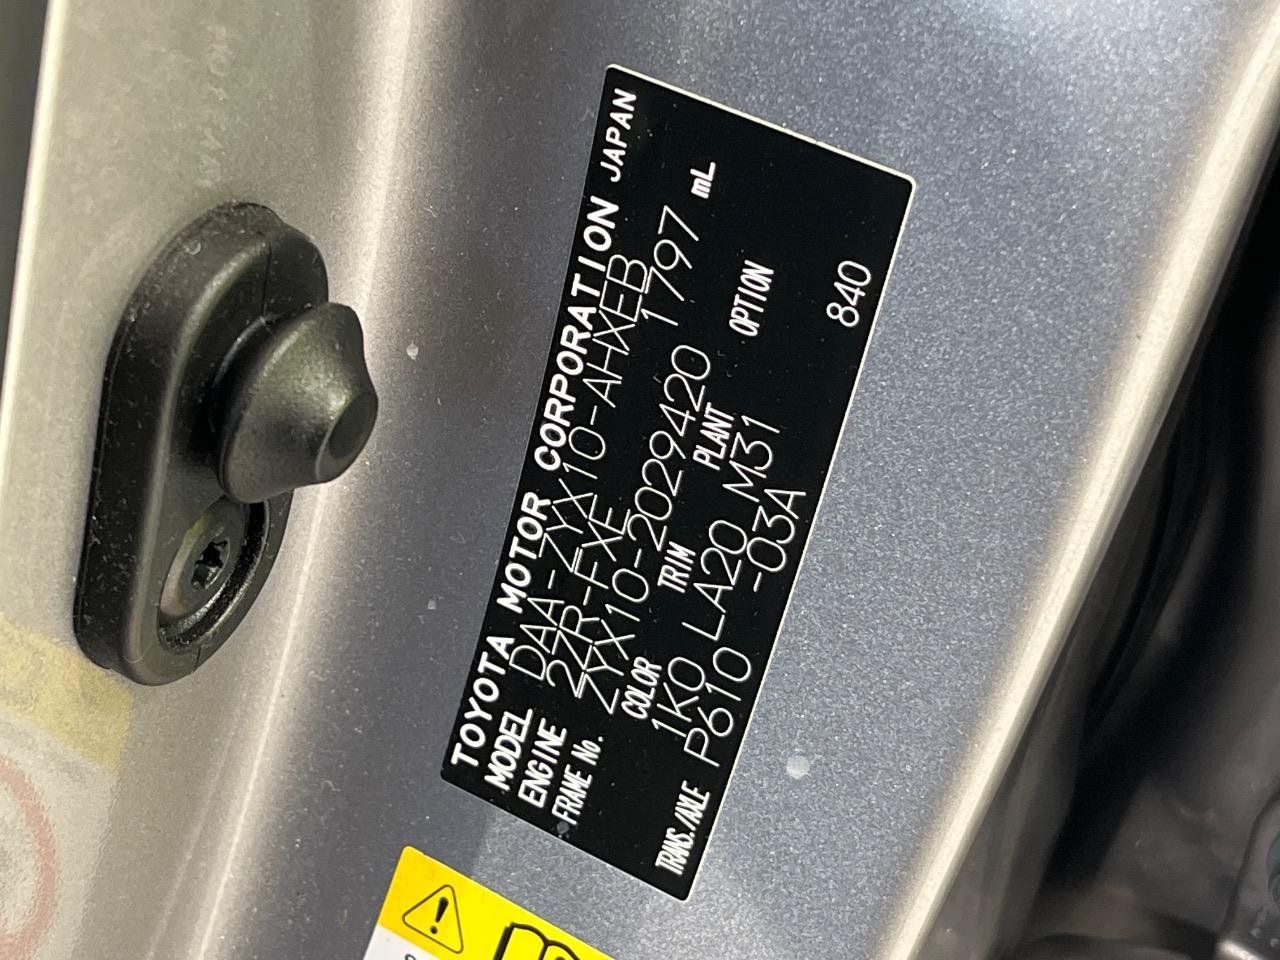 TOYOTA MOTOR CORPORATION JAPAN
MODEL DAA-ZYX10-AHXEB
ENGINE 2ZR-FXE 1797 mL
FRAME No. ZYX10-2029420
COLOR TRIM PLANT OPTION
1K0 LA20 M31
TRANS./AXLE P610 -03A
840